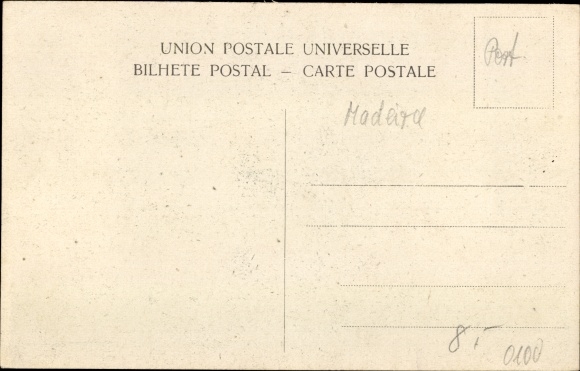 UNION POSTALE UNIVERSELLE
BILHETE POSTAL – CARTE POSTALE
Port.
Madeira
8,-
0100